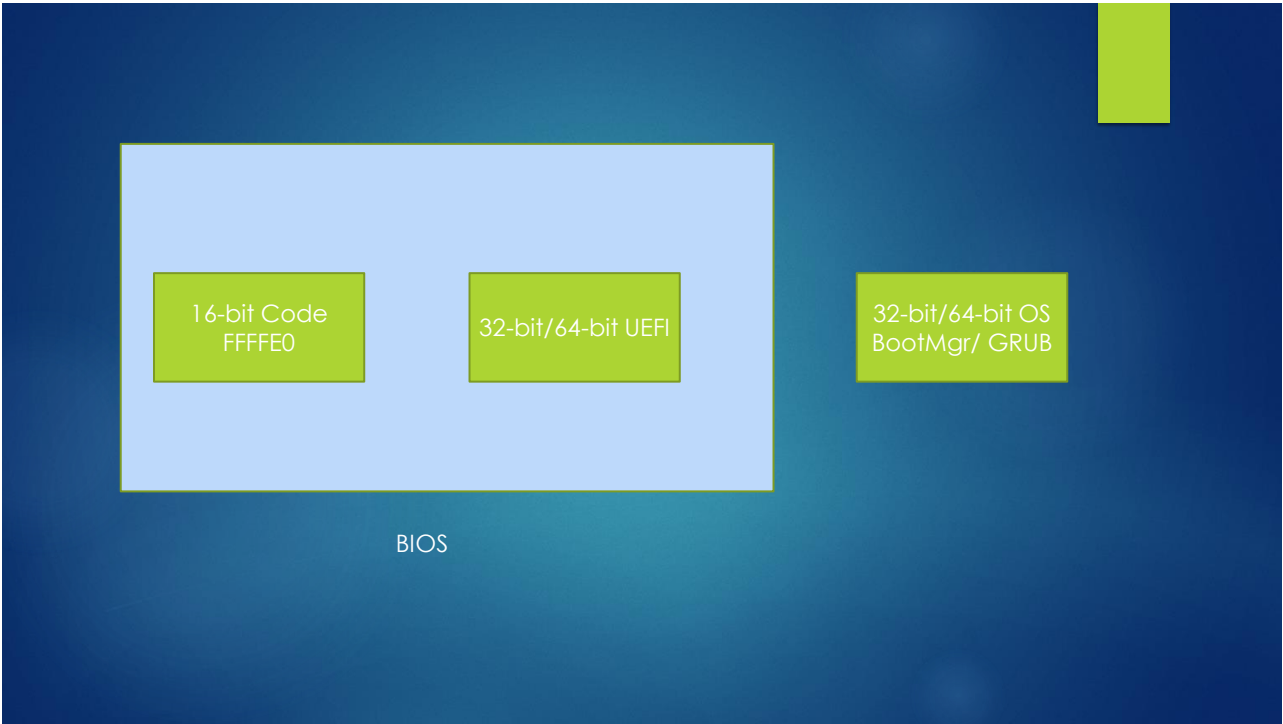 16-bit Code
FFFFE0
32-bit/64-bit UEFI
32-bit/64-bit OS
BootMgr/ GRUB
BIOS